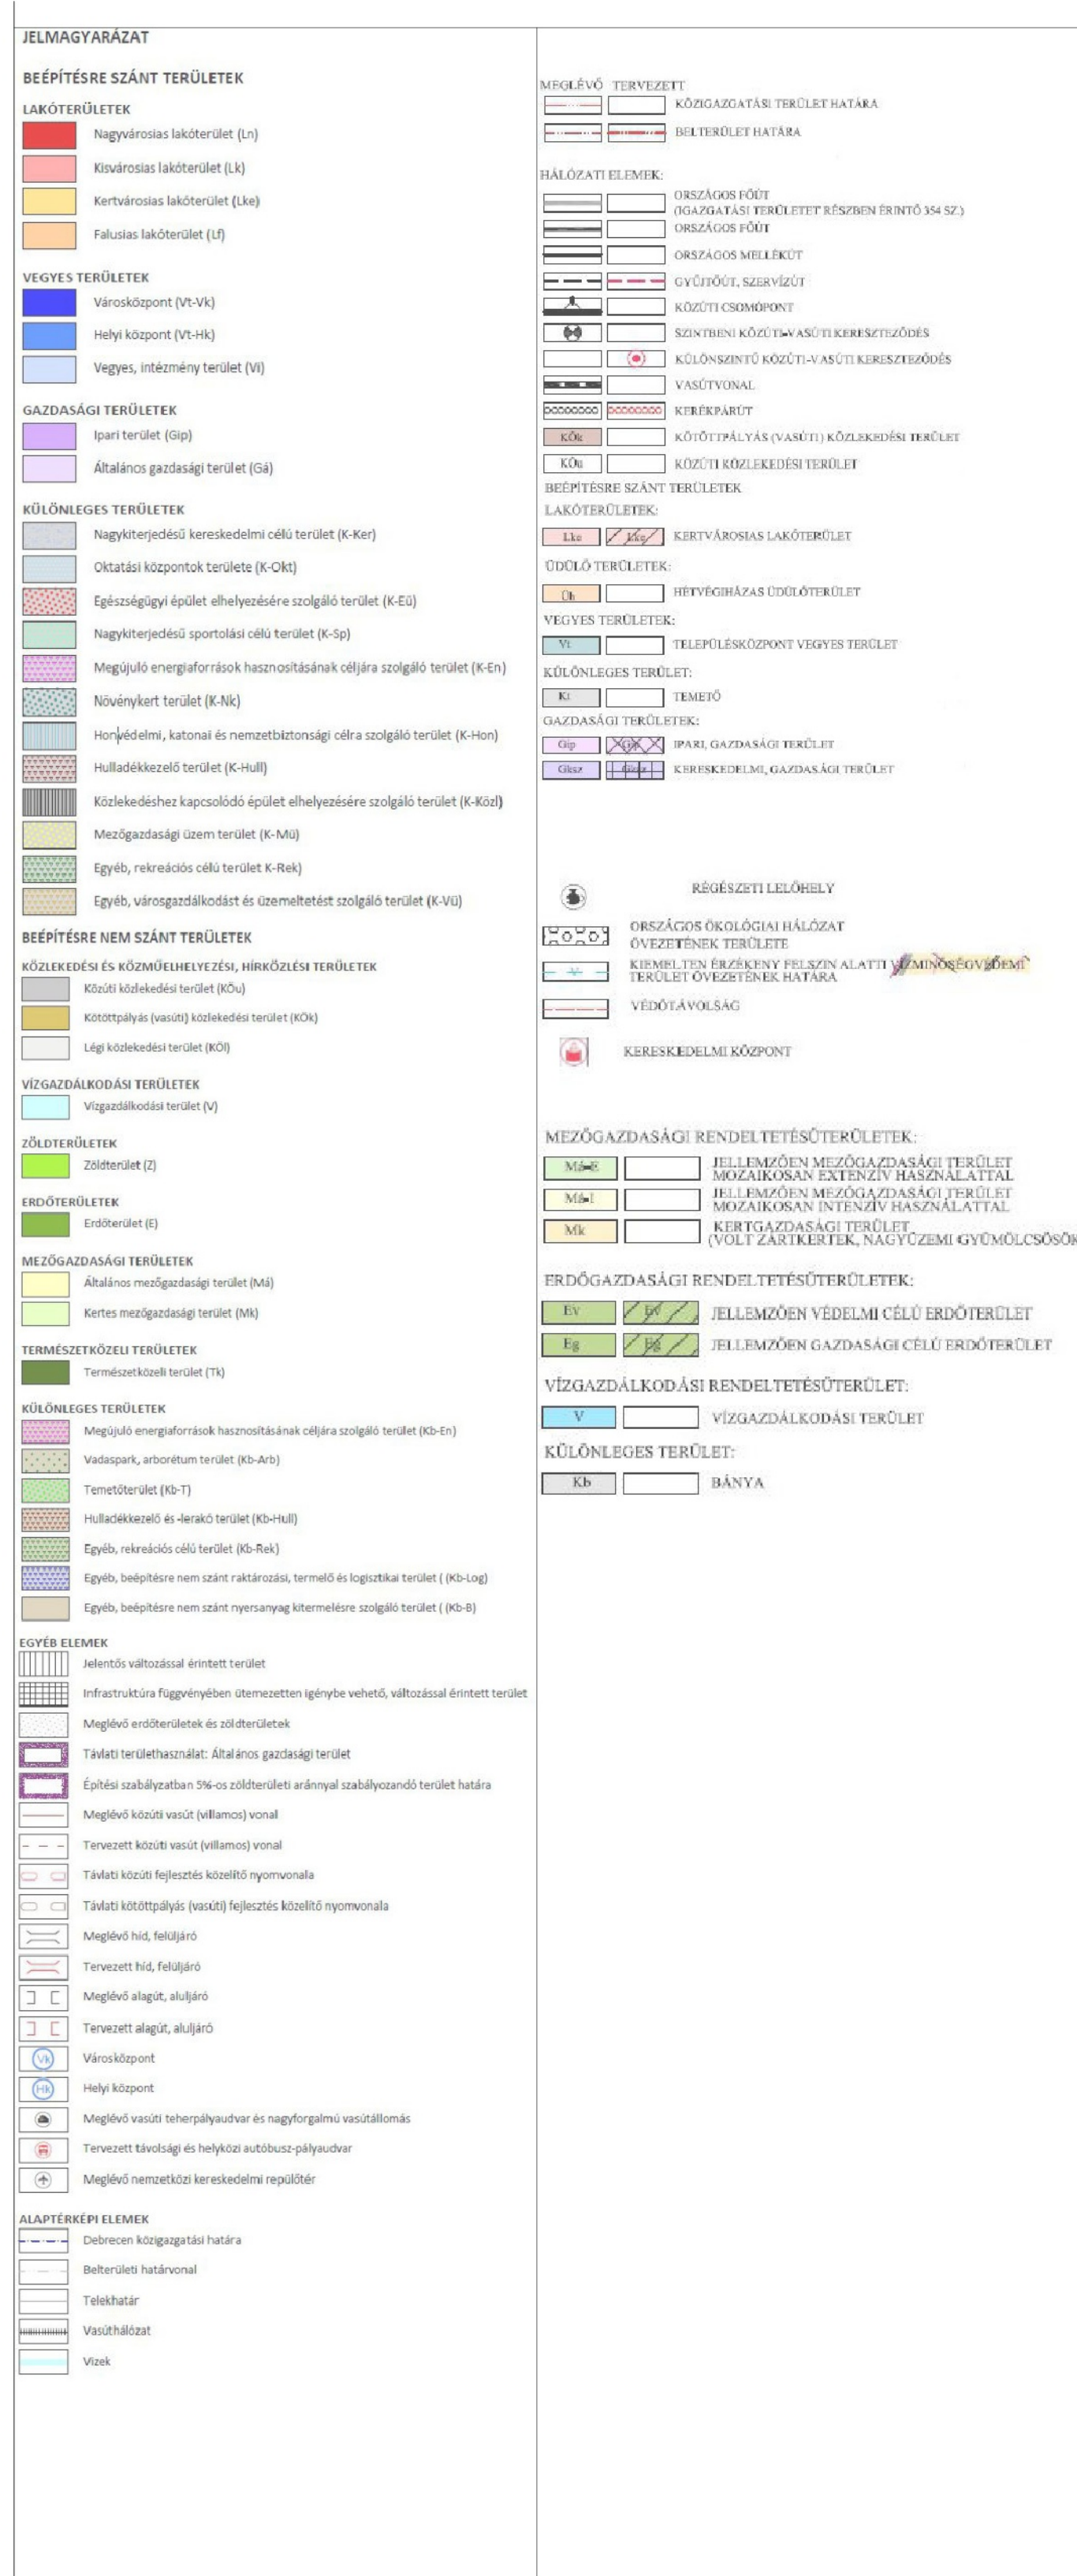 JELMAGYARÁZAT
BEÉPÍTÉSRE SZÁNT TERÜLETEK
LAKÓTERÜLETEK
Nagyvárosias lakóterület (Ln)
Kisvárosias lakóterület (Lk)
Kertvárosias lakóterület (Lke)
Falusias lakóterület (Lf)
VEGYES TERÜLETEK
Városközpont (Vt-Vk)
Helyi központ (Vt-Hk)
Vegyes, intézmény terület (Vi)
GAZDASÁGI TERÜLETEK
Ipari terület (Gip)
Általános gazdasági terület (Gá)
KÜLÖNLEGES TERÜLETEK
Nagykiterjedésű kereskedelmi célú terület (K-Ker)
Oktatási központok területe (K-Okt)
Egészségügyi épület elhelyezésére szolgáló terület (K-Eü)
Nagykiterjedésű sportolási célú terület (K-Sp)
Megújuló energiaforrások hasznosításának céljára szolgáló terület (K-En)
Növénykert terület (K-Nk)
Honvédelmi, katonai és nemzetbiztonsági célra szolgáló terület (K-Hon)
Hulladékkezelő terület (K-Hull)
Közlekedéshez kapcsolódó épület elhelyezésére szolgáló terület (K-Közl)
Mezőgazdasági üzem terület (K-Mü)
Egyéb, rekreációs célú terület K-Rek)
Egyéb, városgazdálkodást és üzemeltetést szolgáló terület (K-Vü)
BEÉPÍTÉSRE NEM SZÁNT TERÜLETEK
KÖZLEKEDÉSI ÉS KÖZMŰELHELYEZÉSI, HÍRKÖZLÉSI TERÜLETEK
Közúti közlekedési terület (KÖu)
Kötöttpályás (vasúti) közlekedési terület (KÖk)
Légi közlekedési terület (KÖl)
VÍZGAZDÁLKODÁSI TERÜLETEK
Vízgazdálkodási terület (V)
ZÖLDTERÜLETEK
Zöldterület (Z)
ERDŐTERÜLETEK
Erdőterület (E)
MEZŐGAZDASÁGI TERÜLETEK
Általános mezőgazdasági terület (Má)
Kertes mezőgazdasági terület (Mk)
TERMÉSZETKÖZELI TERÜLETEK
Természetközeli terület (Tk)
KÜLÖNLEGES TERÜLETEK
Megújuló energiaforrások hasznosításának céljára szolgáló terület (Kb-En)
Vadaspark, arborétum terület (Kb-Arb)
Temetőterület (Kb-T)
Hulladékkezelő és -lerakó terület (Kb-Hull)
Egyéb, rekreációs célú terület (Kb-Rek)
Egyéb, beépítésre nem szánt raktározási, termelő és logisztikai terület ( (Kb-Log)
Egyéb, beépítésre nem szánt nyersanyag kitermelésre szolgáló terület ( (Kb-B)
EGYÉB ELEMEK
Jelentős változással érintett terület
Infrastruktúra függvényében ütemezetten igénybe vehető, változással érintett terület
Meglévő erdőterületek és zöldterületek
Távlati területhasználat: Általános gazdasági terület
Építési szabályzatban 5%-os zöldterületi aránnyal szabályozandó terület határa
Meglévő közúti vasút (villamos) vonal
Tervezett közúti vasút (villamos) vonal
Távlati közúti fejlesztés közelítő nyomvonala
Távlati kötöttpályás (vasúti) fejlesztés közelítő nyomvonala
Meglévő híd, felüljáró
Tervezett híd, felüljáró
Meglévő alagút, aluljáró
Tervezett alagút, aluljáró
Vk Városközpont
Hk Helyi központ
Meglévő vasúti teherpályaudvar és nagyforgalmú vasútállomás
Tervezett távolsági és helyközi autóbusz-pályaudvar
Meglévő nemzetközi kereskedelmi repülőtér
ALAPTÉRKÉPI ELEMEK
Debrecen közigazgatási határa
Belterületi határvonal
Telekhatár
Vasúthálózat
Vizek
MEGLÉVŐ TERVEZETT
KÖZIGAZGATÁSI TERÜLET HATÁRA
BELTERÜLET HATÁRA
HÁLÓZATI ELEMEK:
ORSZÁGOS FŐÚT
(IGAZGATÁSI TERÜLETET RÉSZBEN ÉRINTŐ 354 SZ.)
ORSZÁGOS FŐÚT
ORSZÁGOS MELLÉKÚT
GYŰJTŐÚT, SZERVÍZÚT
KÖZÚTI CSOMÓPONT
SZINTBENI KÖZÚTI-VASÚTI KERESZTEZŐDÉS
KÜLÖNSZINTŰ KÖZÚTI-VASÚTI KERESZTEZŐDÉS
VASÚTVONAL
KERÉKPÁRÚT
KÖk KÖTÖTTPÁLYÁS (VASÚTI) KÖZLEKEDÉSI TERÜLET
KÖu KÖZÚTI KÖZLEKEDÉSI TERÜLET
BEÉPÍTÉSRE SZÁNT TERÜLETEK
LAKÓTERÜLETEK:
Lke Lke KERTVÁROSIAS LAKÓTERÜLET
ÜDÜLŐ TERÜLETEK:
Üh HÉTVÉGIHÁZAS ÜDÜLŐTERÜLET
VEGYES TERÜLETEK:
Vt TELEPÜLÉSKÖZPONT VEGYES TERÜLET
KÜLÖNLEGES TERÜLET:
Kt TEMETŐ
GAZDASÁGI TERÜLETEK:
Gip Gip IPARI, GAZDASÁGI TERÜLET
Gksz Gksz KERESKEDELMI, GAZDASÁGI TERÜLET
RÉGÉSZETI LELŐHELY
ORSZÁGOS ÖKOLÓGIAI HÁLÓZAT
ÖVEZETÉNEK TERÜLETE
V KIEMELTEN ÉRZÉKENY FELSZÍN ALATTI VÍZMINŐSÉGVÉDEMI
TERÜLET ÖVEZETÉNEK HATÁRA
VÉDŐTÁVOLSÁG
KERESKEDELMI KÖZPONT
MEZŐGAZDASÁGI RENDELTETÉSŰTERÜLETEK:
Má-E JELLEMZŐEN MEZŐGAZDASÁGI TERÜLET
MOZAIKOSAN EXTENZÍV HASZNÁLATTAL
Má-I JELLEMZŐEN MEZŐGAZDASÁGI TERÜLET
MOZAIKOSAN INTENZÍV HASZNÁLATTAL
Mk KERTGAZDASÁGI TERÜLET
(VOLT ZÁRTKERTEK, NAGYÜZEMI GYÜMÖLCSÖSÖK
ERDŐGAZDASÁGI RENDELTETÉSŰTERÜLETEK:
Ev Ev JELLEMZŐEN VÉDELMI CÉLÚ ERDŐTERÜLET
Eg Eg JELLEMZŐEN GAZDASÁGI CÉLÚ ERDŐTERÜLET
VÍZGAZDÁLKODÁSI RENDELTETÉSŰTERÜLET:
V VÍZGAZDÁLKODÁSI TERÜLET
KÜLÖNLEGES TERÜLET:
Kb BÁNYA